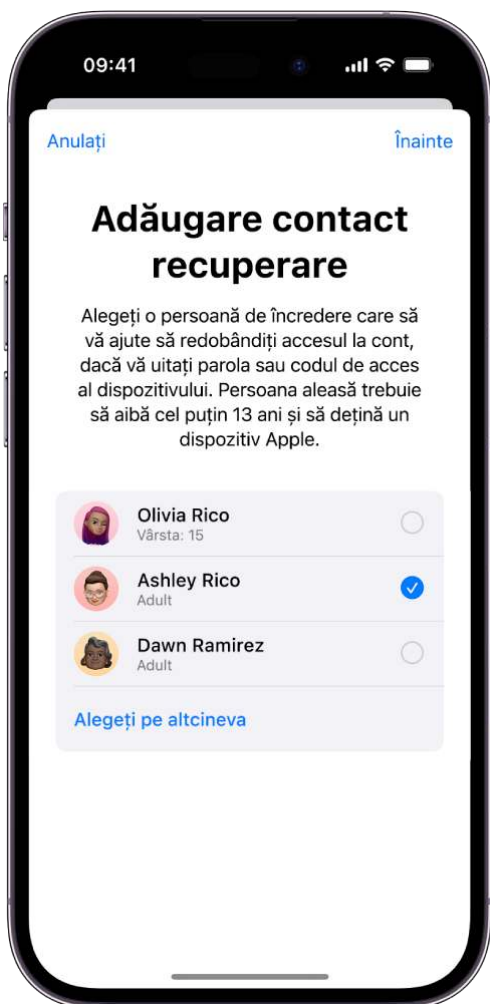 09:41
Anulați
Înainte
Adăugare contact
recuperare
Alegeți o persoană de încredere care să
vă ajute să redobândiți accesul la cont,
dacă vă uitați parola sau codul de acces
al dispozitivului. Persoana aleasă trebuie
să aibă cel puțin 13 ani și să dețină un
dispozitiv Apple.
Olivia Rico
Vârsta: 15
Ashley Rico
Adult
Dawn Ramirez
Adult
Alegeți pe altcineva